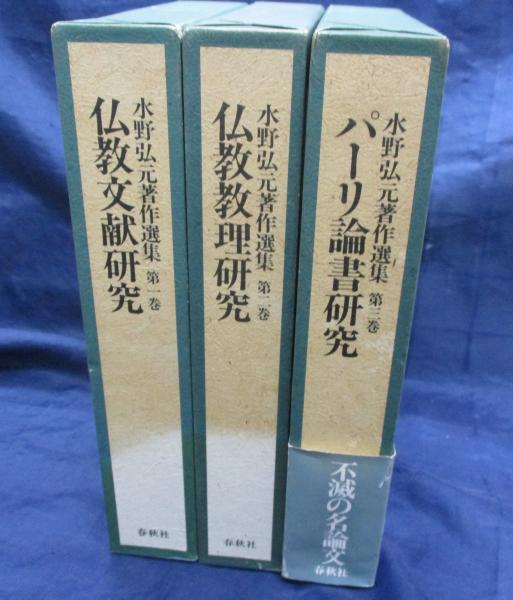 水野弘元著作選集 第一巻
仏教文献研究
春秋社
水野弘元著作選集 第二巻
仏教教理研究
春秋社
水野弘元著作選集 第三巻
パーリ論書研究
不滅の名論文
春秋社